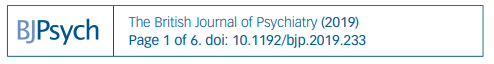 BJPsych
The British Journal of Psychiatry (2019)
Page 1 of 6. doi: 10.1192/bjp.2019.233